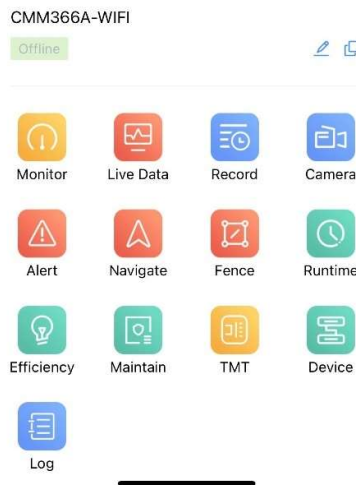 CMM366A-WIFI
Offline
Monitor Live Data Record Camera
Alert Navigate Fence Runtime
Efficiency Maintain TMT Device
Log